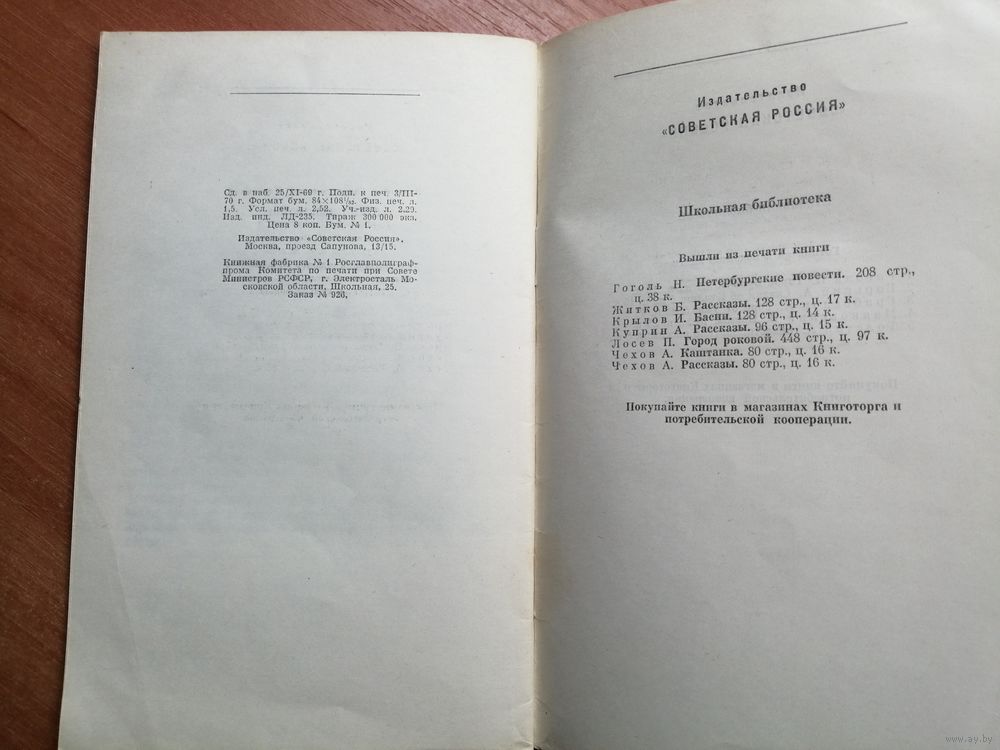 Сд. в наб. 25/XI-69 г. Подп. к печ. 3/III-
70 г. Формат бум. 84×108¹/₃₂. Физ. печ. л.
1,5. Усл. печ. л. 2,52. Уч.-изд. л. 2,29.
Изд. инд. ЛД-235. Тираж 300 000 экз.
Цена 8 коп. Бум. № 1.
Издательство «Советская Россия».
Москва, проезд Сапунова, 13/15.
Книжная фабрика № 1 Росглавполиграф-
прома Комитета по печати при Совете
Министров РСФСР, г. Электросталь Мо-
сковской области, Школьная, 25.
Заказ № 926.
Издательство
«СОВЕТСКАЯ РОССИЯ»
Школьная библиотека
Вышли из печати книги
Гоголь Н. Петербургские повести. 208 стр.,
ц. 38 к.
Житков Б. Рассказы. 128 стр., ц. 17 к.
Крылов И. Басни. 128 стр., ц. 14 к.
Куприн А. Рассказы. 96 стр., ц. 15 к.
Лосев П. Город роковой. 448 стр., ц. 97 к.
Чехов А. Каштанка. 80 стр., ц. 16 к.
Чехов А. Рассказы. 80 стр., ц. 16 к.
Покупайте книги в магазинах Книготорга и
потребительской кооперации.
ay.by